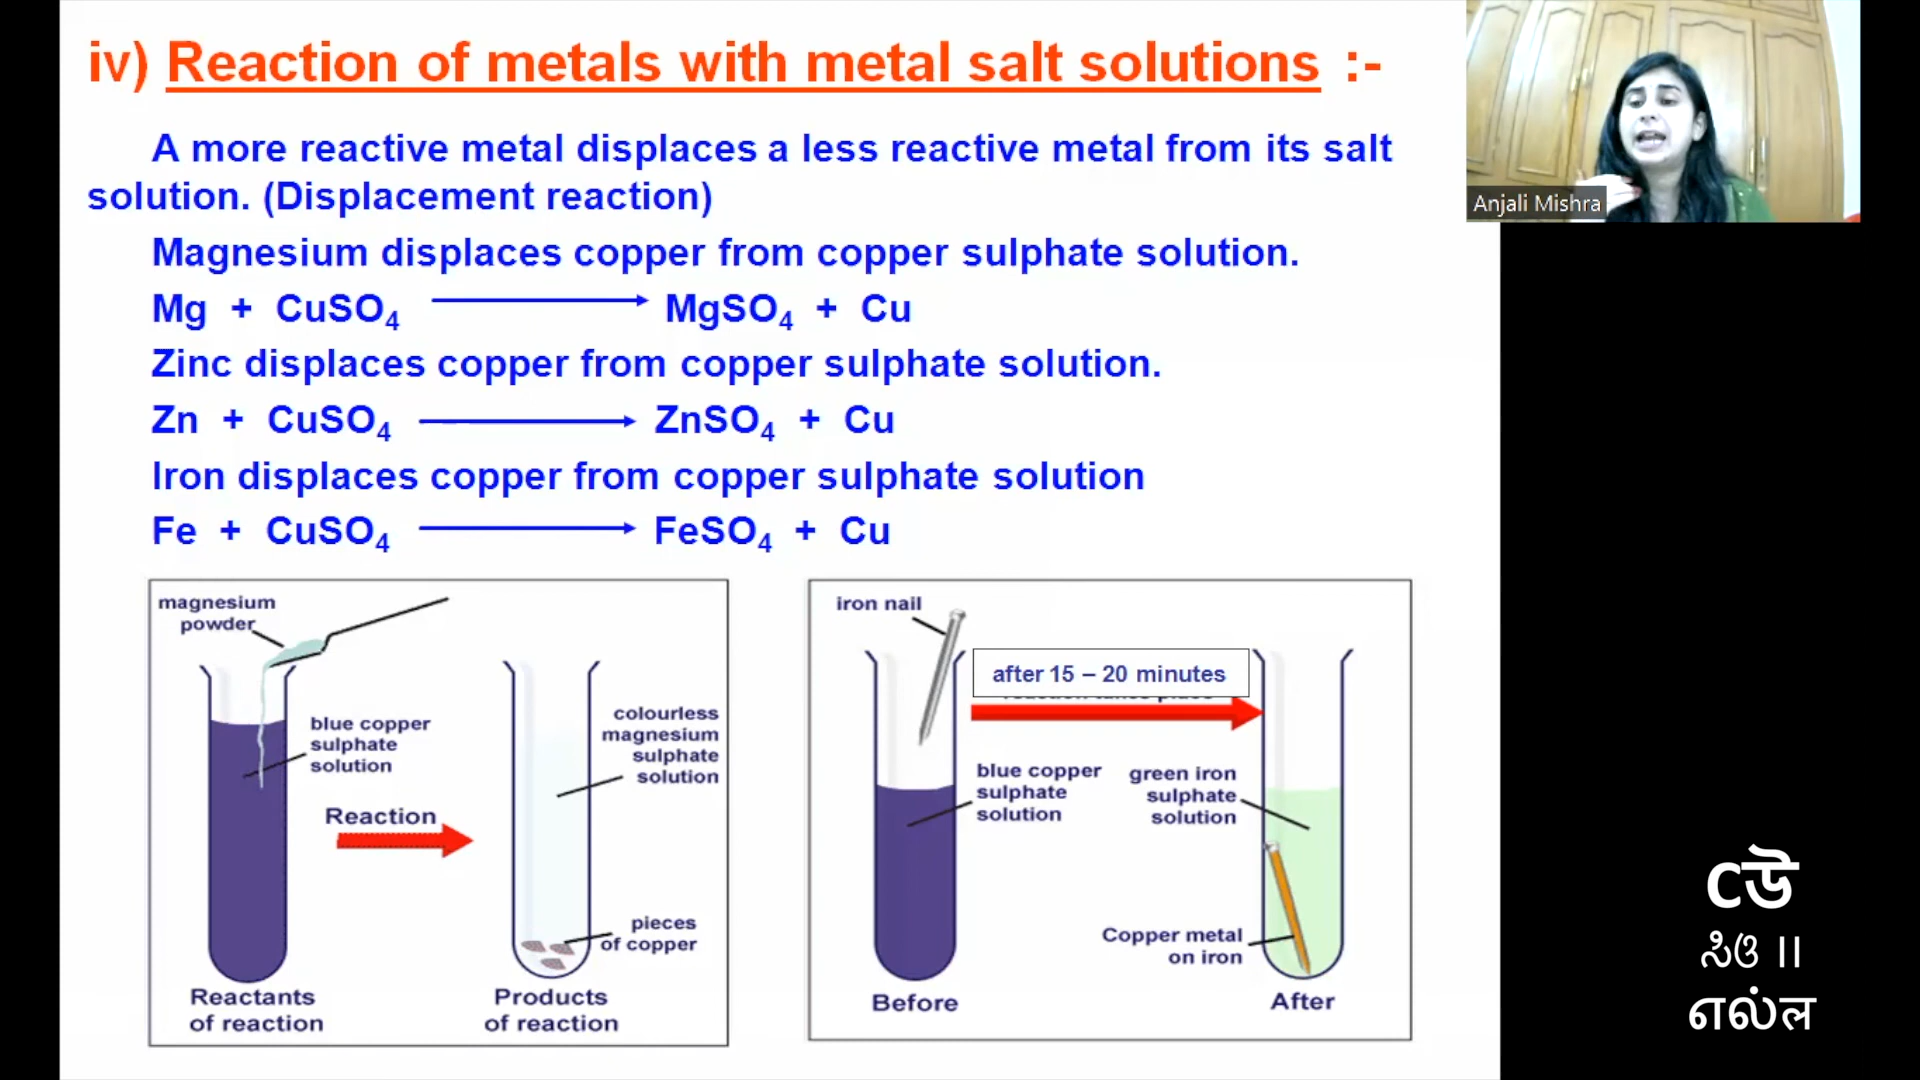 iv) Reaction of metals with metal salt solutions :-
A more reactive metal displaces a less reactive metal from its salt
solution. (Displacement reaction)
Magnesium displaces copper from copper sulphate solution.
Mg + CuSO₄ → MgSO₄ + Cu
Zinc displaces copper from copper sulphate solution.
Zn + CuSO₄ → ZnSO₄ + Cu
Iron displaces copper from copper sulphate solution
Fe + CuSO₄ → FeSO₄ + Cu
magnesium
powder
blue copper
sulphate
solution
Reaction
Reactants
of reaction
colourless
magnesium
sulphate
solution
pieces
of copper
Products
of reaction
iron nail
after 15 – 20 minutes
blue copper
sulphate
solution
Before
green iron
sulphate
solution
Copper metal
on iron
After
Anjali Mishra